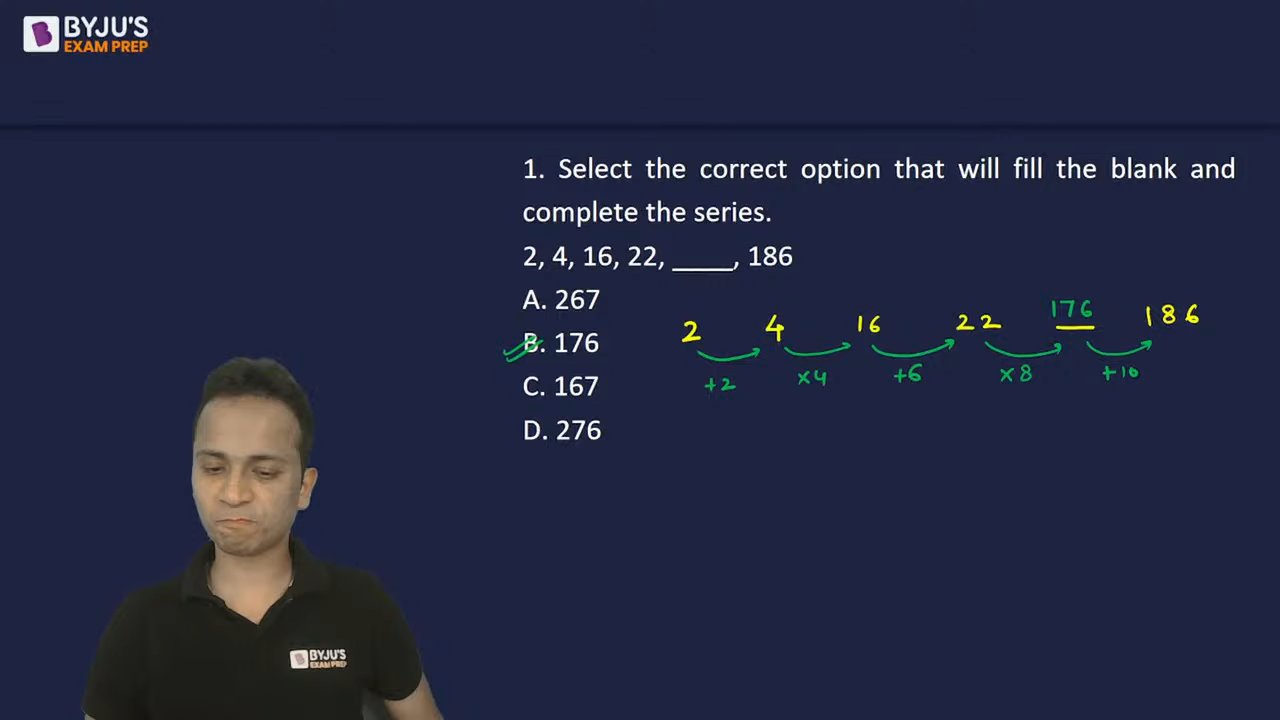 BYJU'S
EXAM PREP
1. Select the correct option that will fill the blank and
complete the series.
2, 4, 16, 22, ____, 186
A. 267
B. 176
C. 167
D. 276
2 4 16 22 176 186
+2 ×4 +6 ×8 +10
BYJU'S
EXAM PREP